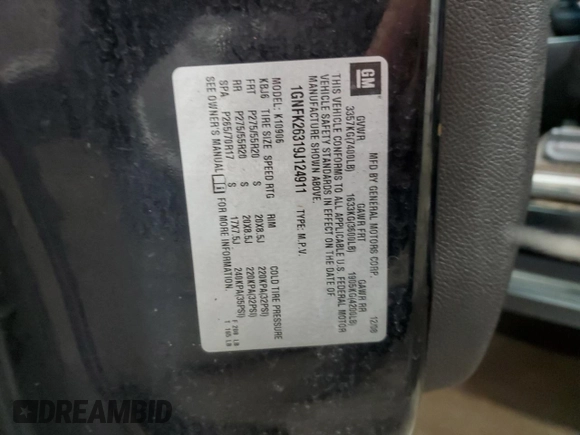 GM
MFD BY GENERAL MOTORS CORP. 12/08
GVWR GAWR FRT GAWR RR
3357KG(7400LB) 1633KG(3600LB) 1905KG(4200LB)
THIS VEHICLE CONFORMS TO ALL APPLICABLE U.S. FEDERAL MOTOR
VEHICLE SAFETY STANDARDS IN EFFECT ON THE DATE OF
MANUFACTURE SHOWN ABOVE.
1GNFK26319J124911 TYPE: M.P.V.
MODEL: K10906
KBJ6 TIRE SIZE SPEED RTG RIM COLD TIRE PRESSURE
FRT P275/55R20 S 20X8.5J 220KPA(32PSI)
RR P275/55R20 S 20X8.5J 220KPA(32PSI)
SPA P265/70R17 S 17X7.5J 240KPA(35PSI)
SEE OWNER'S MANUAL FOR MORE INFORMATION.
DREAMBID